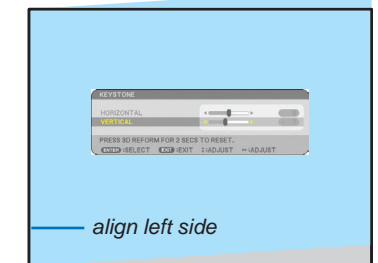 KEYSTONE
HORIZONTAL
VERTICAL
PRESS 3D REFORM FOR 2 SECS TO RESET.
ENTER :SELECT EXIT :EXIT ↕:ADJUST ↔:ADJUST
align left side